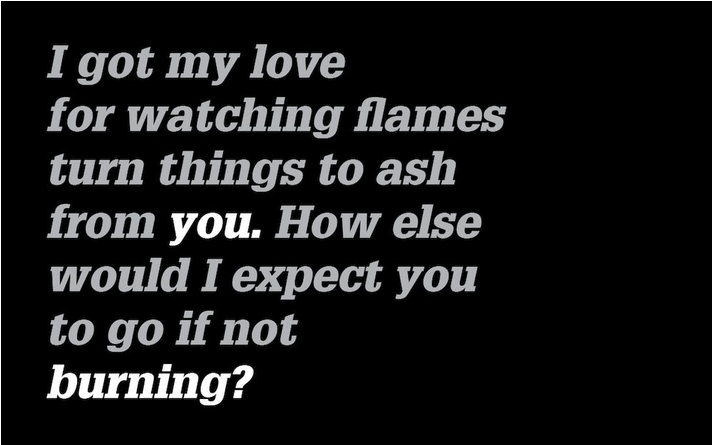 I got my love
for watching flames
turn things to ash
from you. How else
would I expect you
to go if not
burning?